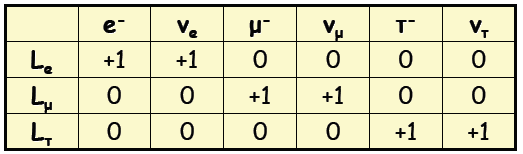 e⁻ νₑ μ⁻ ν_μ τ⁻ ν_τ
Lₑ +1 +1 0 0 0 0
L_μ 0 0 +1 +1 0 0
L_τ 0 0 0 0 +1 +1